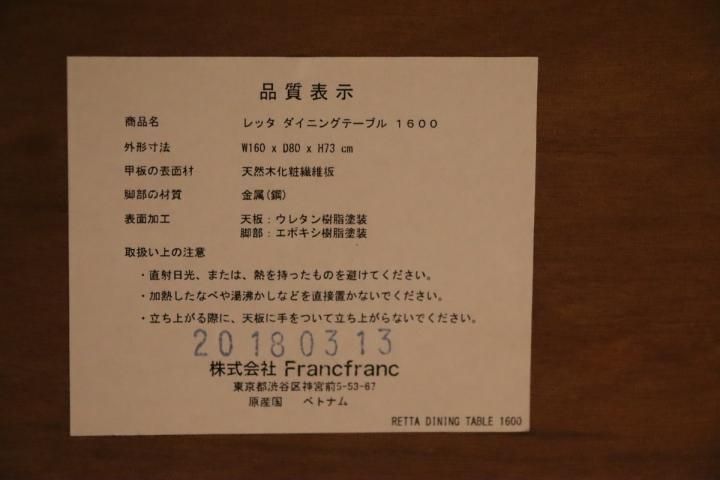 品質表示
商品名 レッタ ダイニングテーブル 1600
外形寸法 W160 x D80 x H73 cm
甲板の表面材 天然木化粧繊維板
脚部の材質 金属(鋼)
表面加工 天板：ウレタン樹脂塗装
脚部：エポキシ樹脂塗装
取扱い上の注意
・直射日光、または、熱を持ったものを避けてください。
・加熱したなべや湯沸かしなどを直接置かないでください。
・立ち上がる際に、天板に手をついて立ち上がらないでください。
20180313
株式会社 Francfranc
東京都渋谷区神宮前5-53-67
原産国 ベトナム
RETTA DINING TABLE 1600